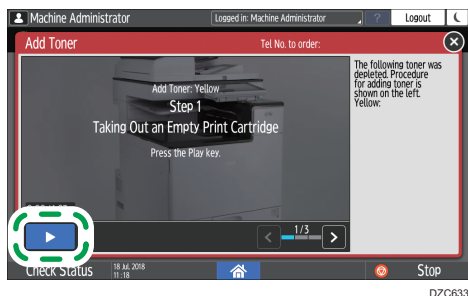 Machine Administrator
Logged in: Machine Administrator
?
Logout
Add Toner
Tel No. to order:
Add Toner: Yellow
Step 1
Taking Out an Empty Print Cartridge
Press the Play key.
1/3
The following toner was
depleted. Procedure
for adding toner is
shown on the left.
Yellow:
Check Status
18 Jul. 2018
11:18
Stop
DZC633